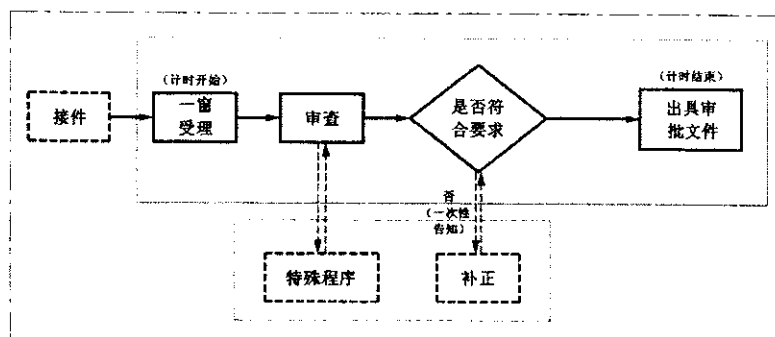 (计时开始)
(计时结束)
接件
一窗
受理
审查
是否符
合要求
出具审
批文件
否
(一次性
告知)
特殊程序
补正